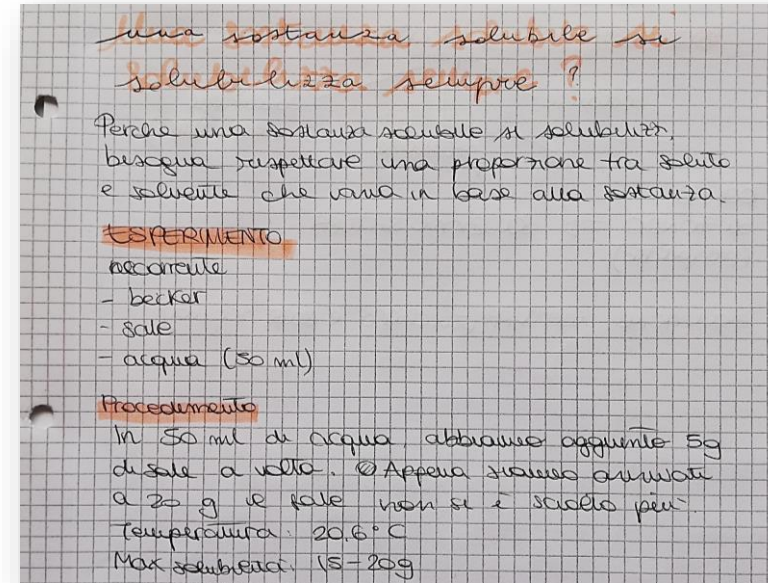 una sostanza solubile si
solubilizza sempre?
Perche una sostanza solubile si solubilizzi,
bisogna rispettare una proporzione tra soluto
e solvente che varia in base alla sostanza.
ESPERIMENTO
necorrente
- becker
- sale
- acqua (50 ml)
Procedimento
In 50 ml di acqua, abbiamo aggiunto 5g
di sale a volta. Appena siamo arrivati
a 20 g il sale non si è sciolto più.
Temperatura: 20.6° C
Max solubilità: 15-20g